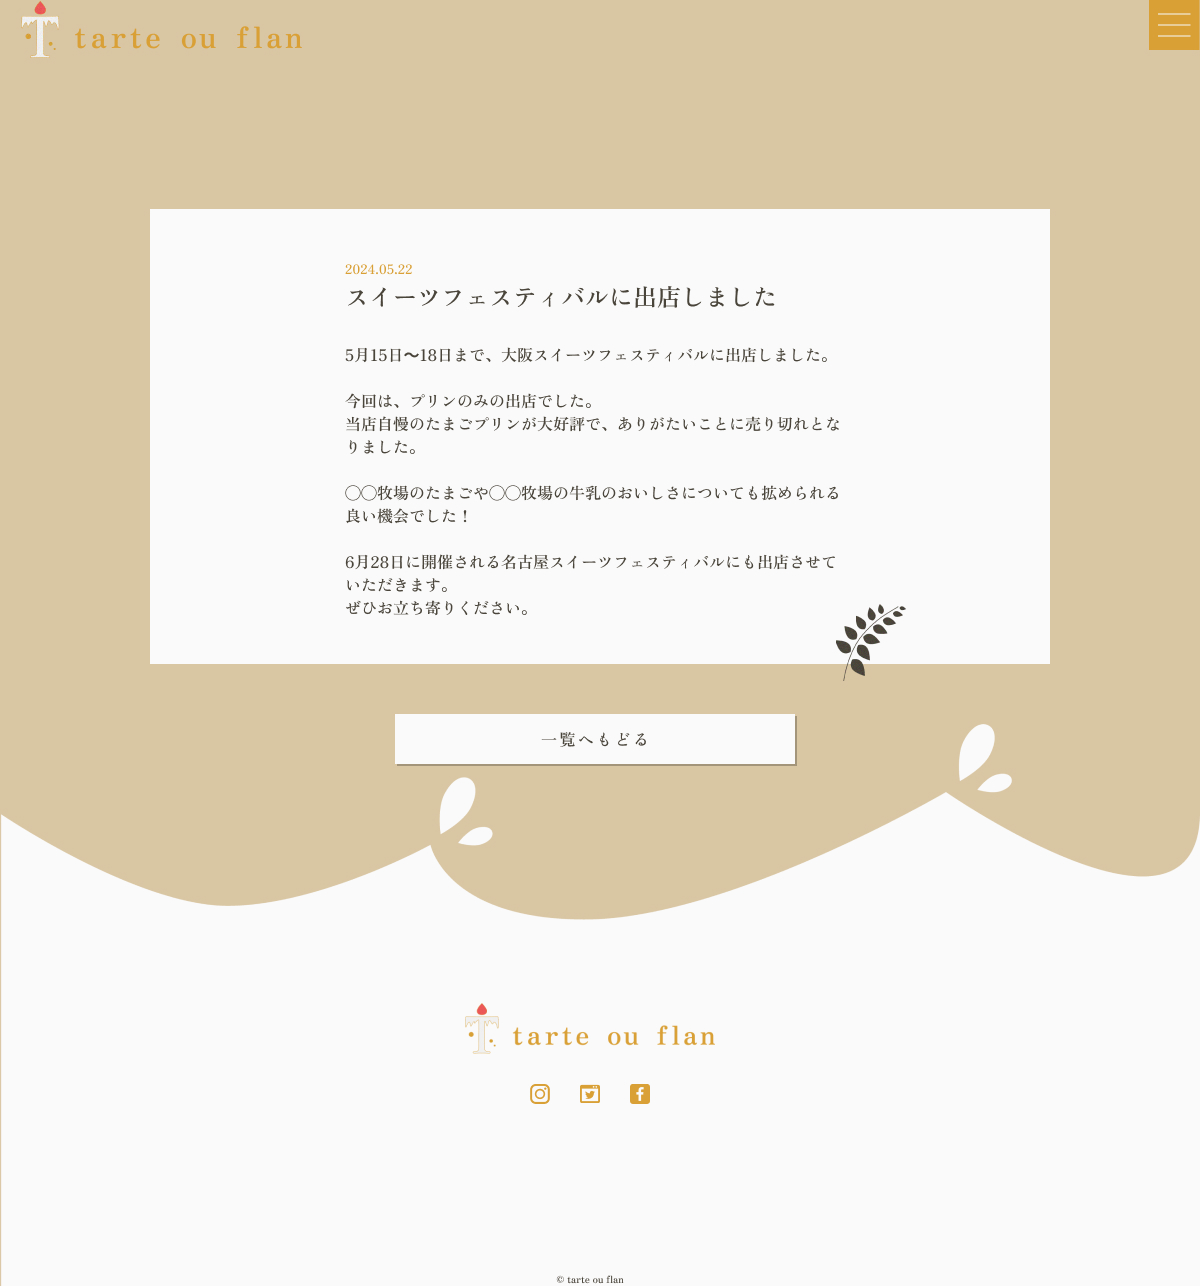 tarte ou flan
2024.05.22
スイーツフェスティバルに出店しました
5月15日〜18日まで、大阪スイーツフェスティバルに出店しました。
今回は、プリンのみの出店でした。
当店自慢のたまごプリンが大好評で、ありがたいことに売り切れとな
りました。
◯◯牧場のたまごや◯◯牧場の牛乳のおいしさについても拡められる
良い機会でした！
6月28日に開催される名古屋スイーツフェスティバルにも出店させて
いただきます。
ぜひお立ち寄りください。
一覧へもどる
tarte ou flan
© tarte ou flan